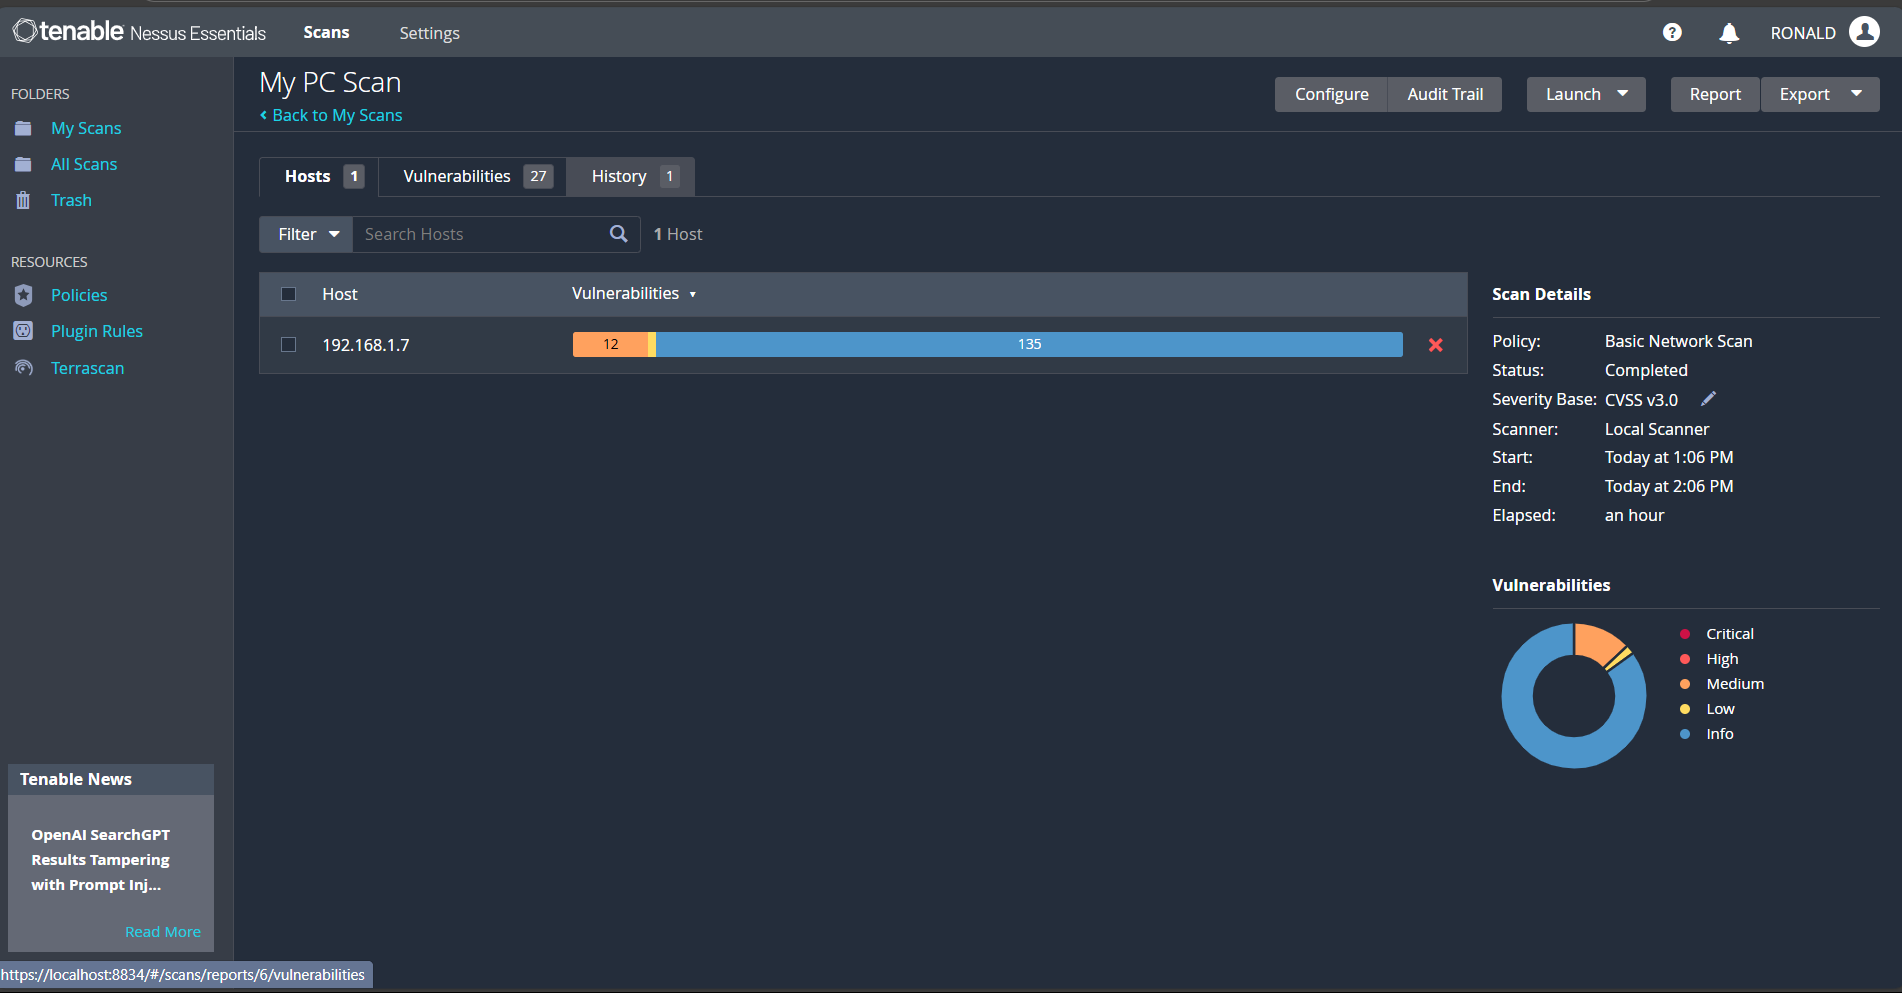 tenable Nessus Essentials Scans Settings ? RONALD
FOLDERS
My Scans
All Scans
Trash
RESOURCES
Policies
Plugin Rules
Terrascan
Tenable News
OpenAI SearchGPT
Results Tampering
with Prompt Inj...
Read More
https://localhost:8834/#/scans/reports/6/vulnerabilities
My PC Scan
Back to My Scans
Configure Audit Trail Launch Report Export
Hosts 1 Vulnerabilities 27 History 1
Filter Search Hosts 1 Host
Host Vulnerabilities
192.168.1.7 12 135
Scan Details
Policy: Basic Network Scan
Status: Completed
Severity Base: CVSS v3.0
Scanner: Local Scanner
Start: Today at 1:06 PM
End: Today at 2:06 PM
Elapsed: an hour
Vulnerabilities
Critical
High
Medium
Low
Info